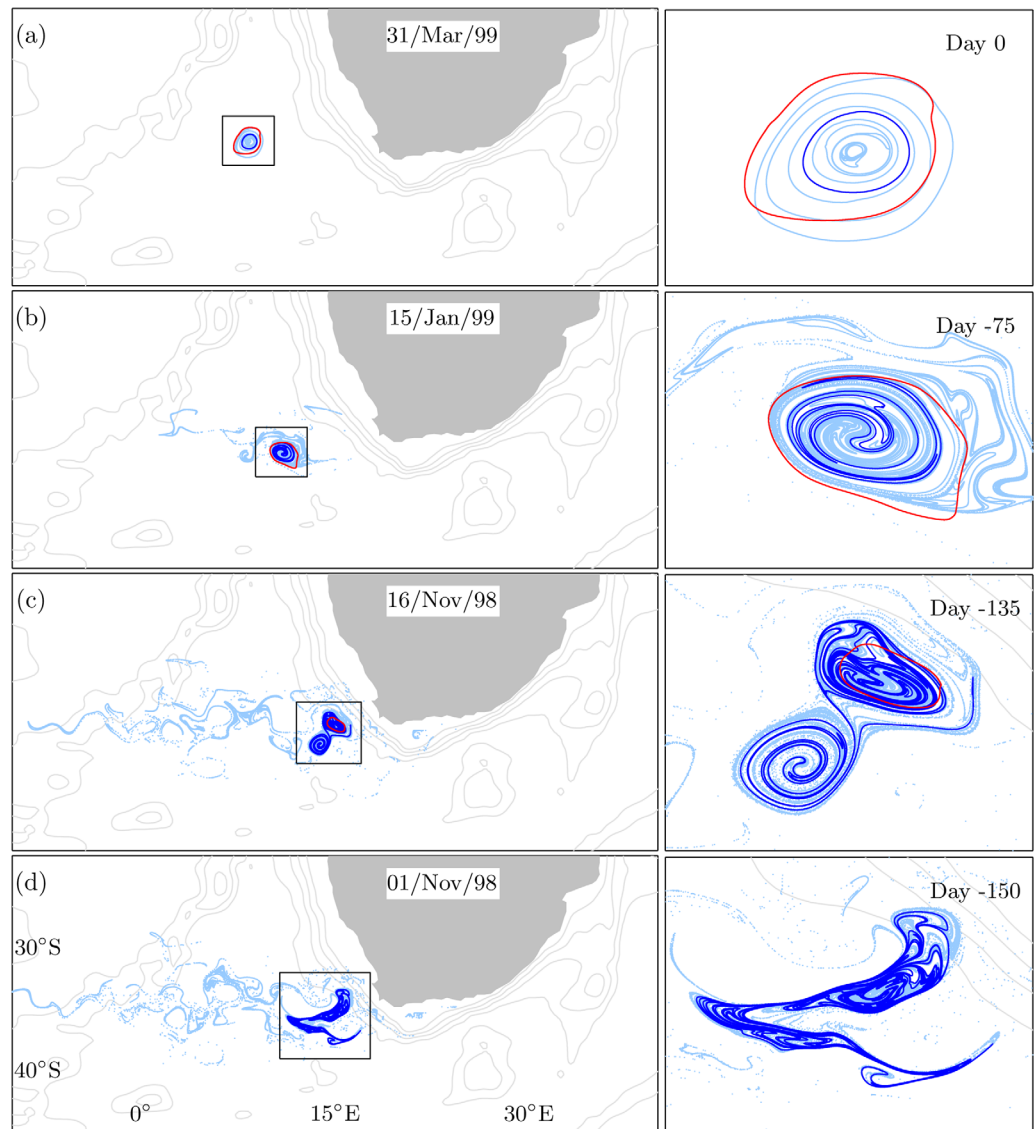 (a)
31/Mar/99
Day 0
(b)
15/Jan/99
Day -75
(c)
16/Nov/98
Day -135
(d)
01/Nov/98
Day -150
30°S
40°S
0°
15°E
30°E